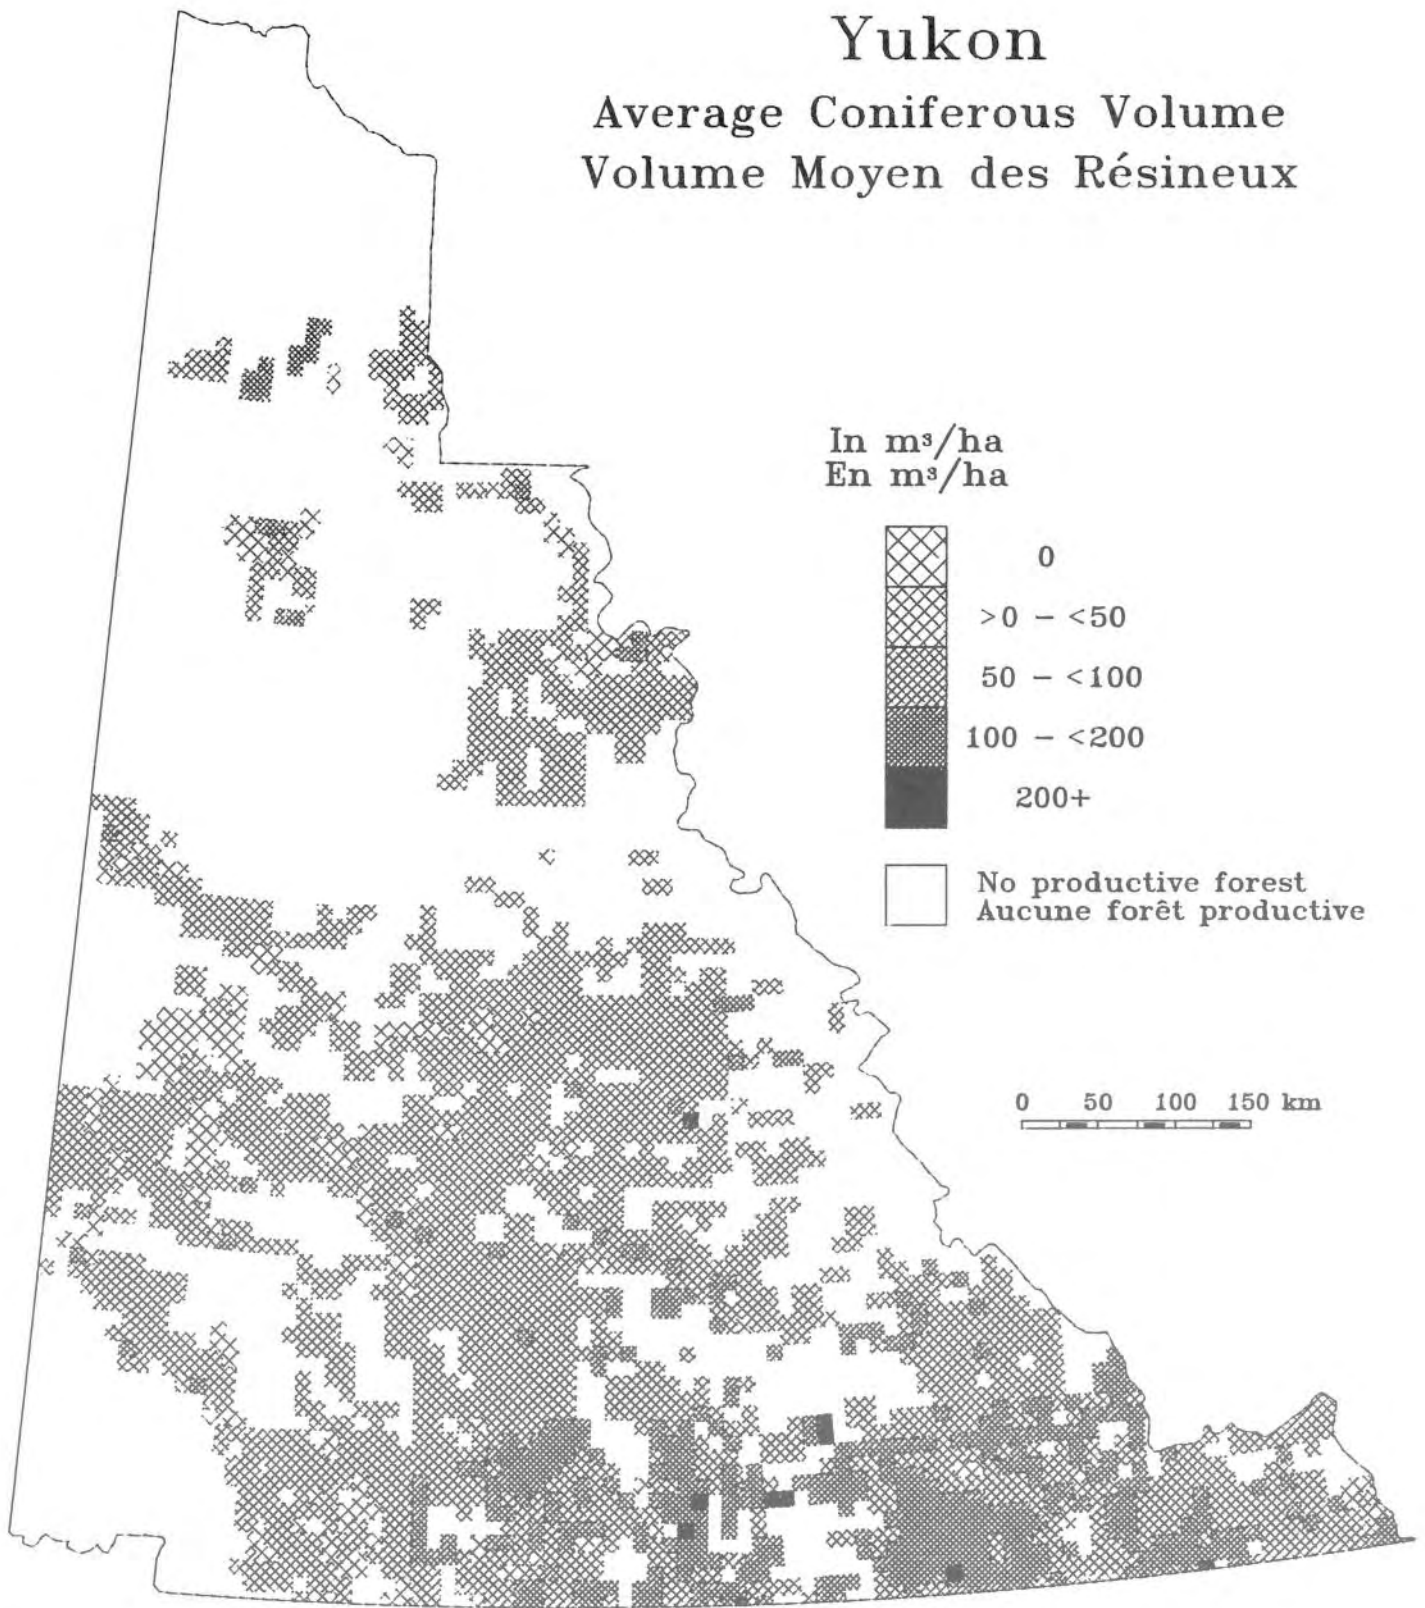 Yukon
Average Coniferous Volume
Volume Moyen des Résineux
In m³/ha
En m³/ha
0
>0 – <50
50 – <100
100 – <200
200+
No productive forest
Aucune forêt productive
0 50 100 150 km